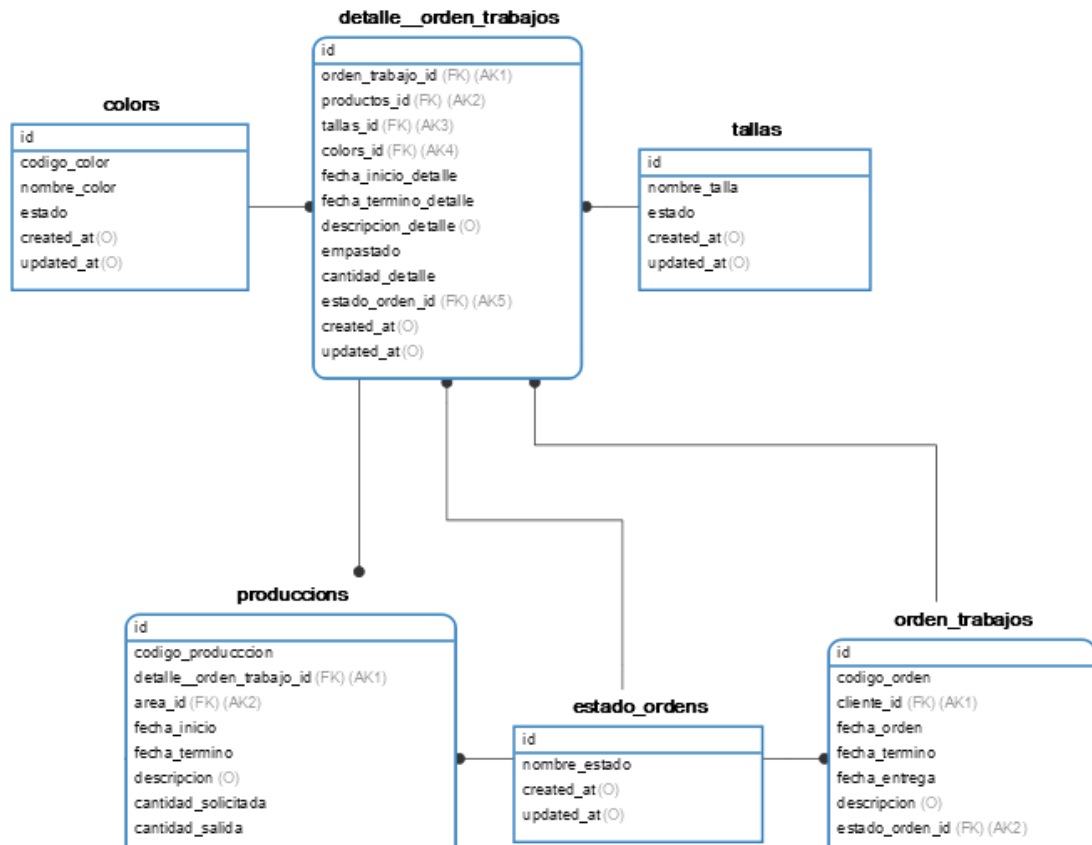 detalle__orden_trabajos
id
orden_trabajo_id (FK) (AK1)
productos_id (FK) (AK2)
tallas_id (FK) (AK3)
colors_id (FK) (AK4)
fecha_inicio_detalle
fecha_termino_detalle
descripcion_detalle (O)
empastado
cantidad_detalle
estado_orden_id (FK) (AK5)
created_at (O)
updated_at (O)
colors
id
codigo_color
nombre_color
estado
created_at (O)
updated_at (O)
tallas
id
nombre_talla
estado
created_at (O)
updated_at (O)
produccions
id
codigo_producccion
detalle__orden_trabajo_id (FK) (AK1)
area_id (FK) (AK2)
fecha_inicio
fecha_termino
descripcion (O)
cantidad_solicitada
cantidad_salida
estado_ordens
id
nombre_estado
created_at (O)
updated_at (O)
orden_trabajos
id
codigo_orden
cliente_id (FK) (AK1)
fecha_orden
fecha_termino
fecha_entrega
descripcion (O)
estado_orden_id (FK) (AK2)